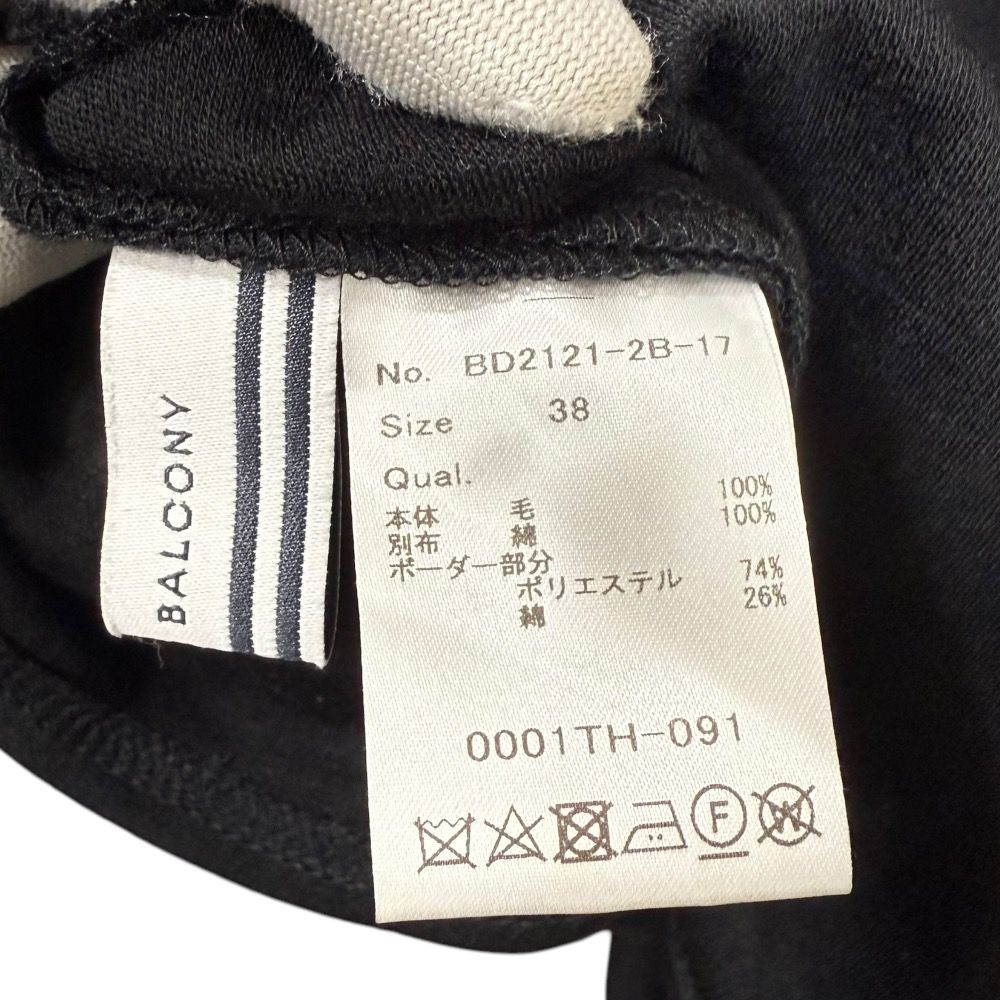 BALCONY
No. BD2121-2B-17
Size 38
Qual.
本体 毛 100%
別布 綿 100%
ボーダー部分
ポリエステル 74%
綿 26%
0001TH-091
F
W